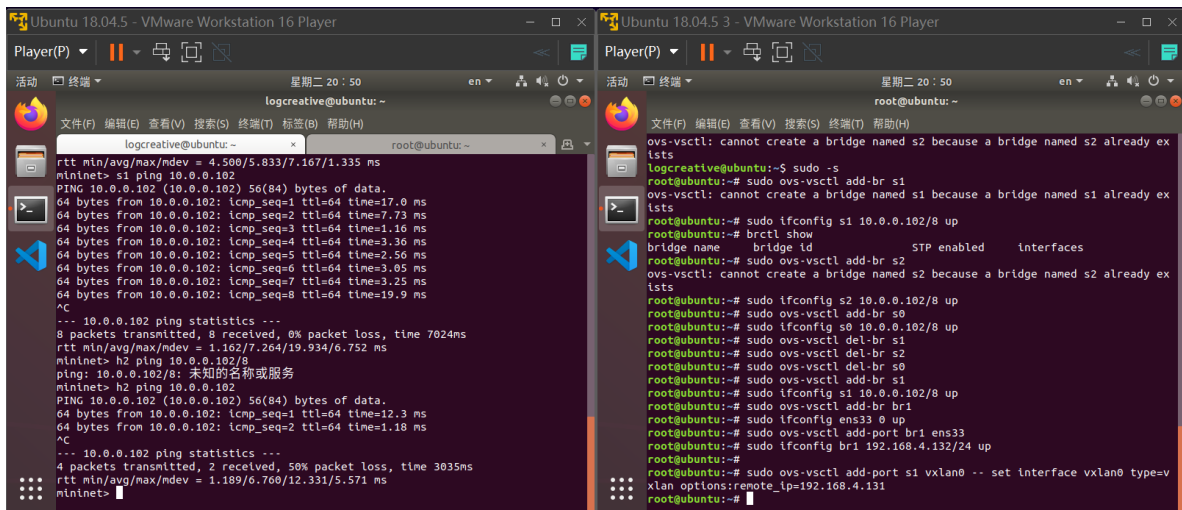 Ubuntu 18.04.5 - VMware Workstation 16 Player
Player(P)
活动 终端 星期二 20：50 en
logcreative@ubuntu: ~
文件(F) 编辑(E) 查看(V) 搜索(S) 终端(T) 标签(B) 帮助(H)
logcreative@ubuntu: ~ × root@ubuntu: ~ ×
rtt min/avg/max/mdev = 4.500/5.833/7.167/1.335 ms
mininet> s1 ping 10.0.0.102
PING 10.0.0.102 (10.0.0.102) 56(84) bytes of data.
64 bytes from 10.0.0.102: icmp_seq=1 ttl=64 time=17.0 ms
64 bytes from 10.0.0.102: icmp_seq=2 ttl=64 time=7.73 ms
64 bytes from 10.0.0.102: icmp_seq=3 ttl=64 time=1.16 ms
64 bytes from 10.0.0.102: icmp_seq=4 ttl=64 time=3.36 ms
64 bytes from 10.0.0.102: icmp_seq=5 ttl=64 time=2.56 ms
64 bytes from 10.0.0.102: icmp_seq=6 ttl=64 time=3.05 ms
64 bytes from 10.0.0.102: icmp_seq=7 ttl=64 time=3.25 ms
64 bytes from 10.0.0.102: icmp_seq=8 ttl=64 time=19.9 ms
^C
--- 10.0.0.102 ping statistics ---
8 packets transmitted, 8 received, 0% packet loss, time 7024ms
rtt min/avg/max/mdev = 1.162/7.264/19.934/6.752 ms
mininet> h2 ping 10.0.0.102/8
ping: 10.0.0.102/8: 未知的名称或服务
mininet> h2 ping 10.0.0.102
PING 10.0.0.102 (10.0.0.102) 56(84) bytes of data.
64 bytes from 10.0.0.102: icmp_seq=1 ttl=64 time=12.3 ms
64 bytes from 10.0.0.102: icmp_seq=2 ttl=64 time=1.18 ms
^C
--- 10.0.0.102 ping statistics ---
4 packets transmitted, 2 received, 50% packet loss, time 3035ms
rtt min/avg/max/mdev = 1.189/6.760/12.331/5.571 ms
mininet>
Ubuntu 18.04.5 3 - VMware Workstation 16 Player
Player(P)
活动 终端 星期二 20：50 en
root@ubuntu: ~
文件(F) 编辑(E) 查看(V) 搜索(S) 终端(T) 帮助(H)
ovs-vsctl: cannot create a bridge named s2 because a bridge named s2 already ex
ists
logcreative@ubuntu:~$ sudo -s
root@ubuntu:~# sudo ovs-vsctl add-br s1
ovs-vsctl: cannot create a bridge named s1 because a bridge named s1 already ex
ists
root@ubuntu:~# sudo ifconfig s1 10.0.0.102/8 up
root@ubuntu:~# brctl show
bridge name bridge id STP enabled interfaces
root@ubuntu:~# sudo ovs-vsctl add-br s2
ovs-vsctl: cannot create a bridge named s2 because a bridge named s2 already ex
ists
root@ubuntu:~# sudo ifconfig s2 10.0.0.102/8 up
root@ubuntu:~# sudo ovs-vsctl add-br s0
root@ubuntu:~# sudo ifconfig s0 10.0.0.102/8 up
root@ubuntu:~# sudo ovs-vsctl del-br s1
root@ubuntu:~# sudo ovs-vsctl del-br s2
root@ubuntu:~# sudo ovs-vsctl del-br s0
root@ubuntu:~# sudo ovs-vsctl add-br s1
root@ubuntu:~# sudo ifconfig s1 10.0.0.102/8 up
root@ubuntu:~# sudo ovs-vsctl add-br br1
root@ubuntu:~# sudo ifconfig ens33 0 up
root@ubuntu:~# sudo ovs-vsctl add-port br1 ens33
root@ubuntu:~# sudo ifconfig br1 192.168.4.132/24 up
root@ubuntu:~#
root@ubuntu:~# sudo ovs-vsctl add-port s1 vxlan0 -- set interface vxlan0 type=v
xlan options:remote_ip=192.168.4.131
root@ubuntu:~#